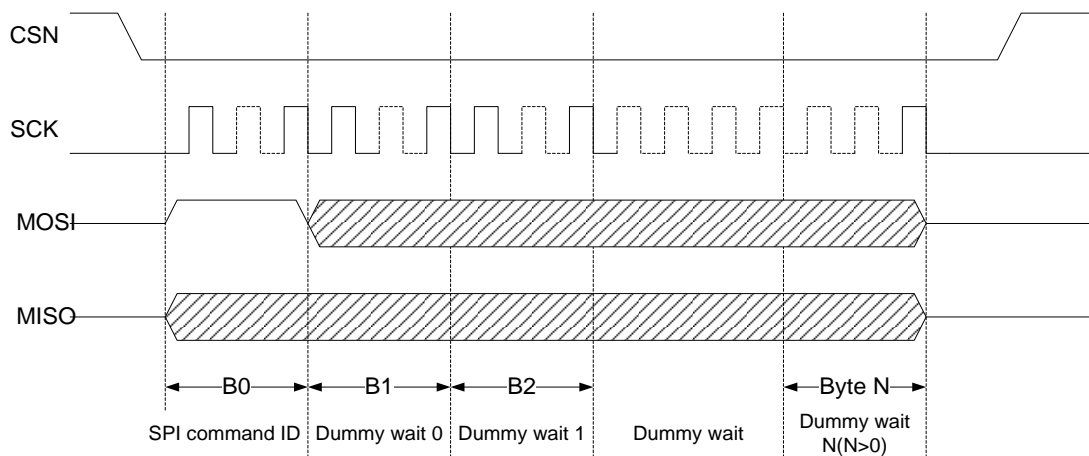 CSN
SCK
MOSI
MISO
B0
B1
B2
Byte N
SPI command ID
Dummy wait 0
Dummy wait 1
Dummy wait
Dummy wait
N(N>0)